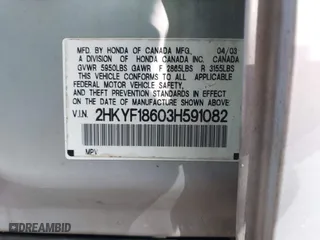 MFD. BY HONDA OF CANADA MFG. 04/03
A DIVISION OF HONDA CANADA INC., CANADA
GVWR 5950LBS GAWR F 2865LBS R 3155LBS
THIS VEHICLE CONFORMS TO ALL APPLICABLE
FEDERAL MOTOR VEHICLE SAFETY
AND THEFT PREVENTION STANDARDS IN
EFFECT ON THE DATE OF MANUFACTURE
SHOWN ABOVE.
V.I.N. 2HKYF18603H591082
MPV
DREAMBID